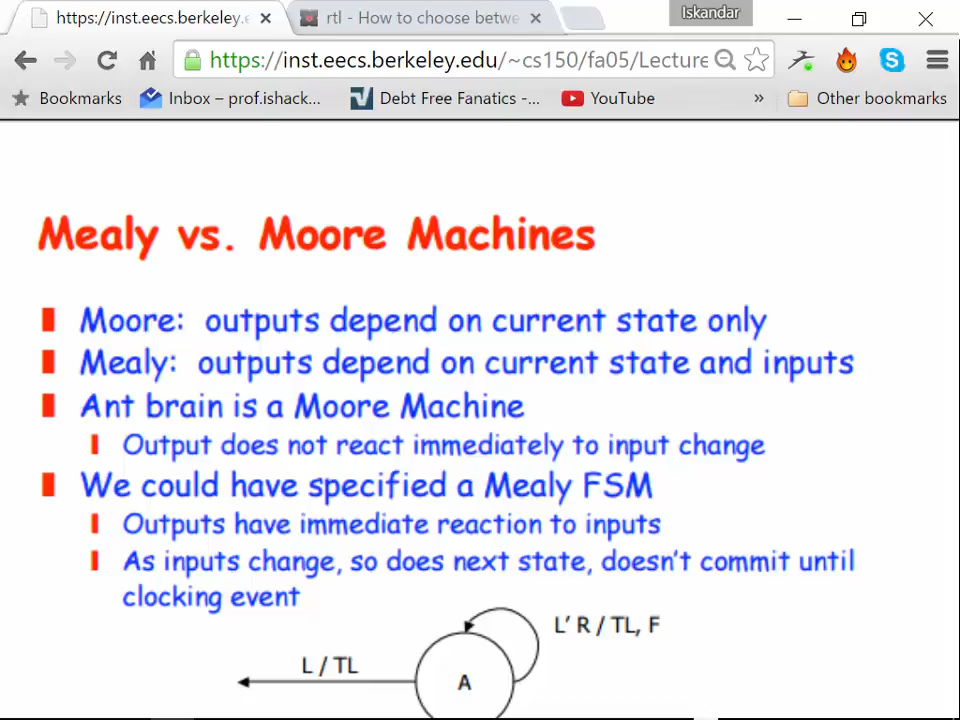 Iskandar
https://inst.eecs.berkeley.e
rtl - How to choose betwe
https://inst.eecs.berkeley.edu/~cs150/fa05/Lecture
Bookmarks
Inbox – prof.ishack...
Debt Free Fanatics -...
YouTube
»
Other bookmarks
Mealy vs. Moore Machines
Moore: outputs depend on current state only
Mealy: outputs depend on current state and inputs
Ant brain is a Moore Machine
Output does not react immediately to input change
We could have specified a Mealy FSM
Outputs have immediate reaction to inputs
As inputs change, so does next state, doesn't commit until
clocking event
L' R / TL, F
L / TL
A